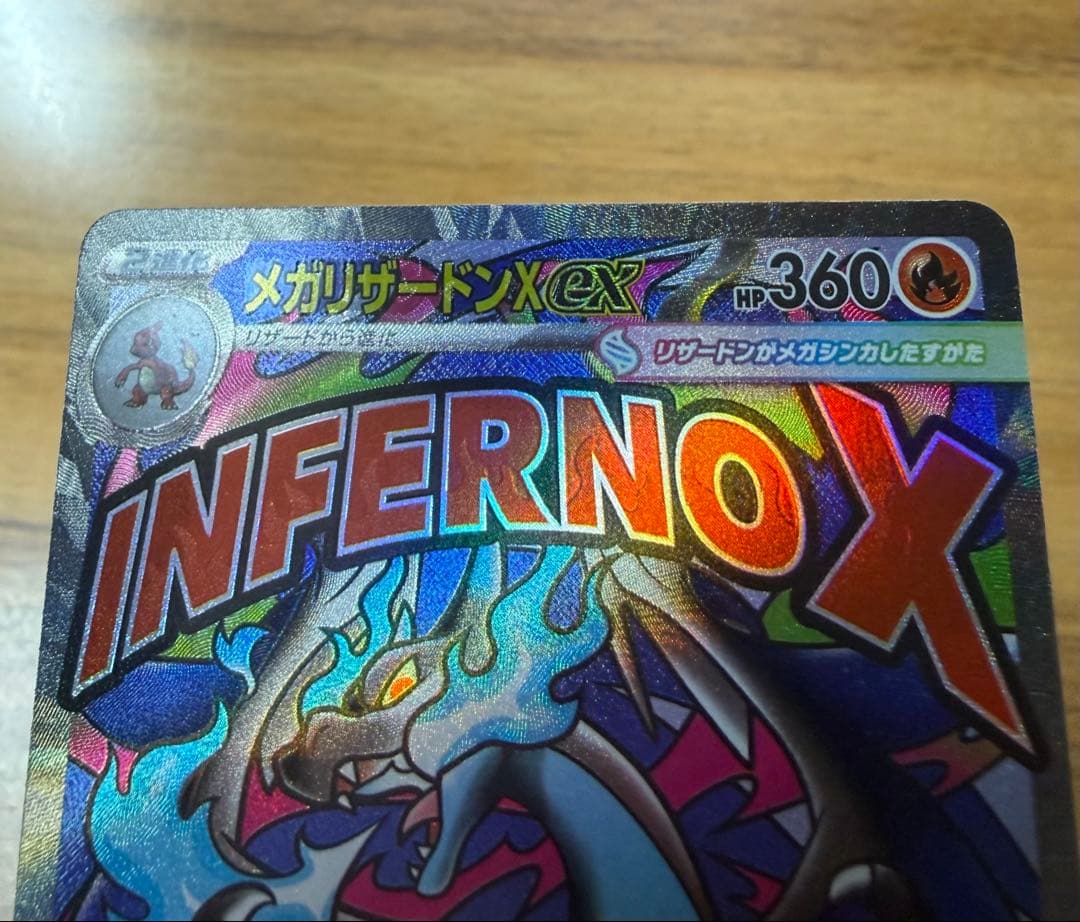 2進化
メガリザードンXex HP360
リザードから進化
リザードンがメガシンカしたすがた
INFERNO X